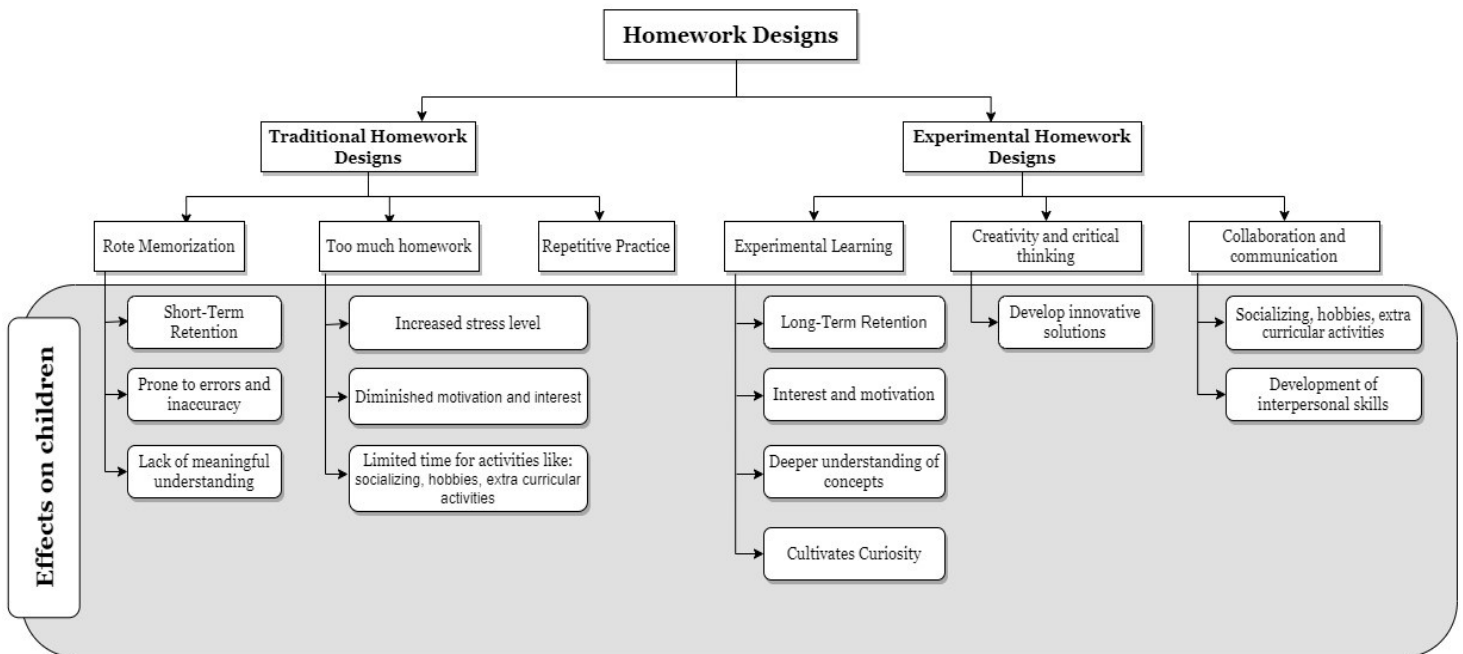 Homework Designs
Traditional Homework
Designs
Experimental Homework
Designs
Rote Memorization
Too much homework
Repetitive Practice
Experimental Learning
Creativity and critical
thinking
Collaboration and
communication
Effects on children
Short-Term
Retention
Prone to errors and
inaccuracy
Lack of meaningful
understanding
Increased stress level
Diminished motivation and interest
Limited time for activities like:
socializing, hobbies, extra curricular
activities
Long-Term Retention
Interest and motivation
Deeper understanding of
concepts
Cultivates Curiosity
Develop innovative
solutions
Socializing, hobbies, extra
curricular activities
Development of
interpersonal skills